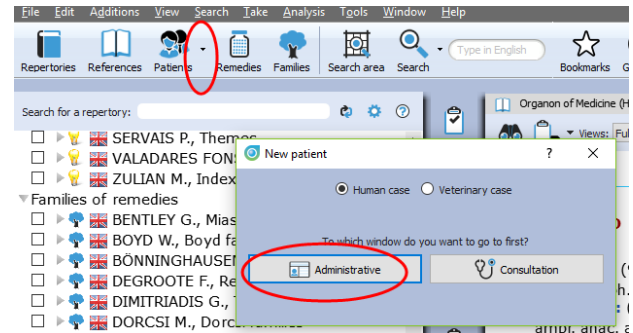 File Edit Additions View Search Take Analysis Tools Window Help
Repertories References Patients Remedies Families Search area Search Type in English Bookmarks
Search for a repertory:
Organon of Medicine (H
Views: Ful
SERVAIS P., Themes
VALADARES FON
ZULIAN M., Index
Families of remedies
BENTLEY G., Mias
BOYD W., Boyd fa
BÖNNINGHAUSEN
DEGROOTE F., Re
DIMITRIADIS G.,
DORCSI M., Dorcsi families
New patient ? X
Human case Veterinary case
To which window do you want to go to first?
Administrative Consultation
ampl. anac.